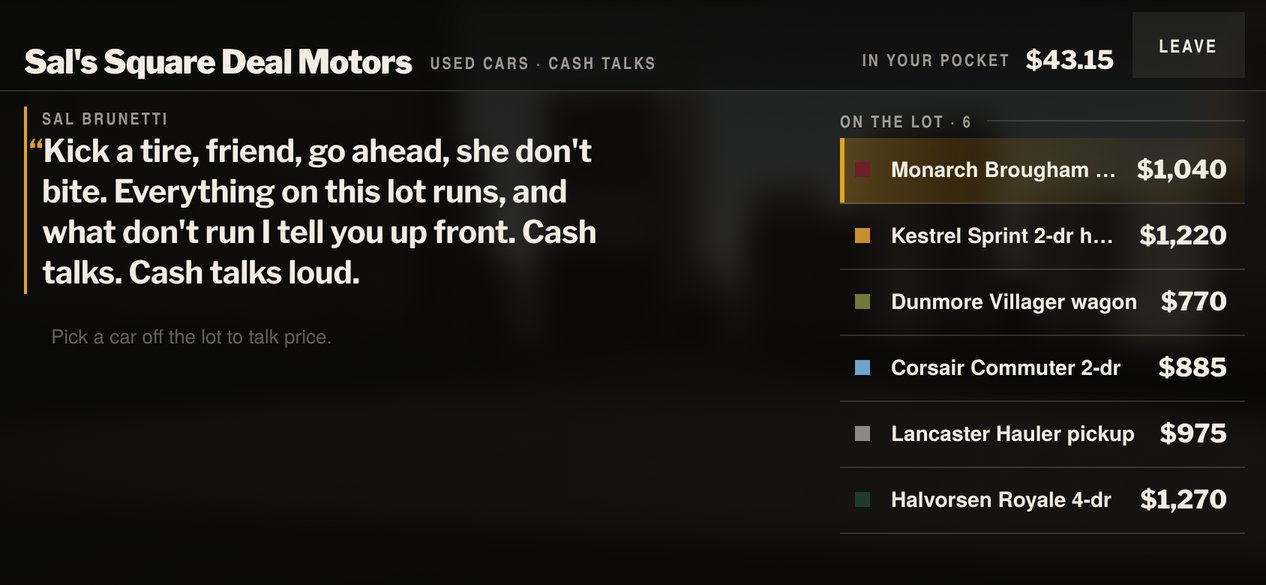 Sal's Square Deal Motors USED CARS · CASH TALKS
IN YOUR POCKET $43.15 LEAVE
SAL BRUNETTI
“Kick a tire, friend, go ahead, she don't
bite. Everything on this lot runs, and
what don't run I tell you up front. Cash
talks. Cash talks loud.
Pick a car off the lot to talk price.
ON THE LOT · 6
Monarch Brougham ... $1,040
Kestrel Sprint 2-dr h... $1,220
Dunmore Villager wagon $770
Corsair Commuter 2-dr $885
Lancaster Hauler pickup $975
Halvorsen Royale 4-dr $1,270